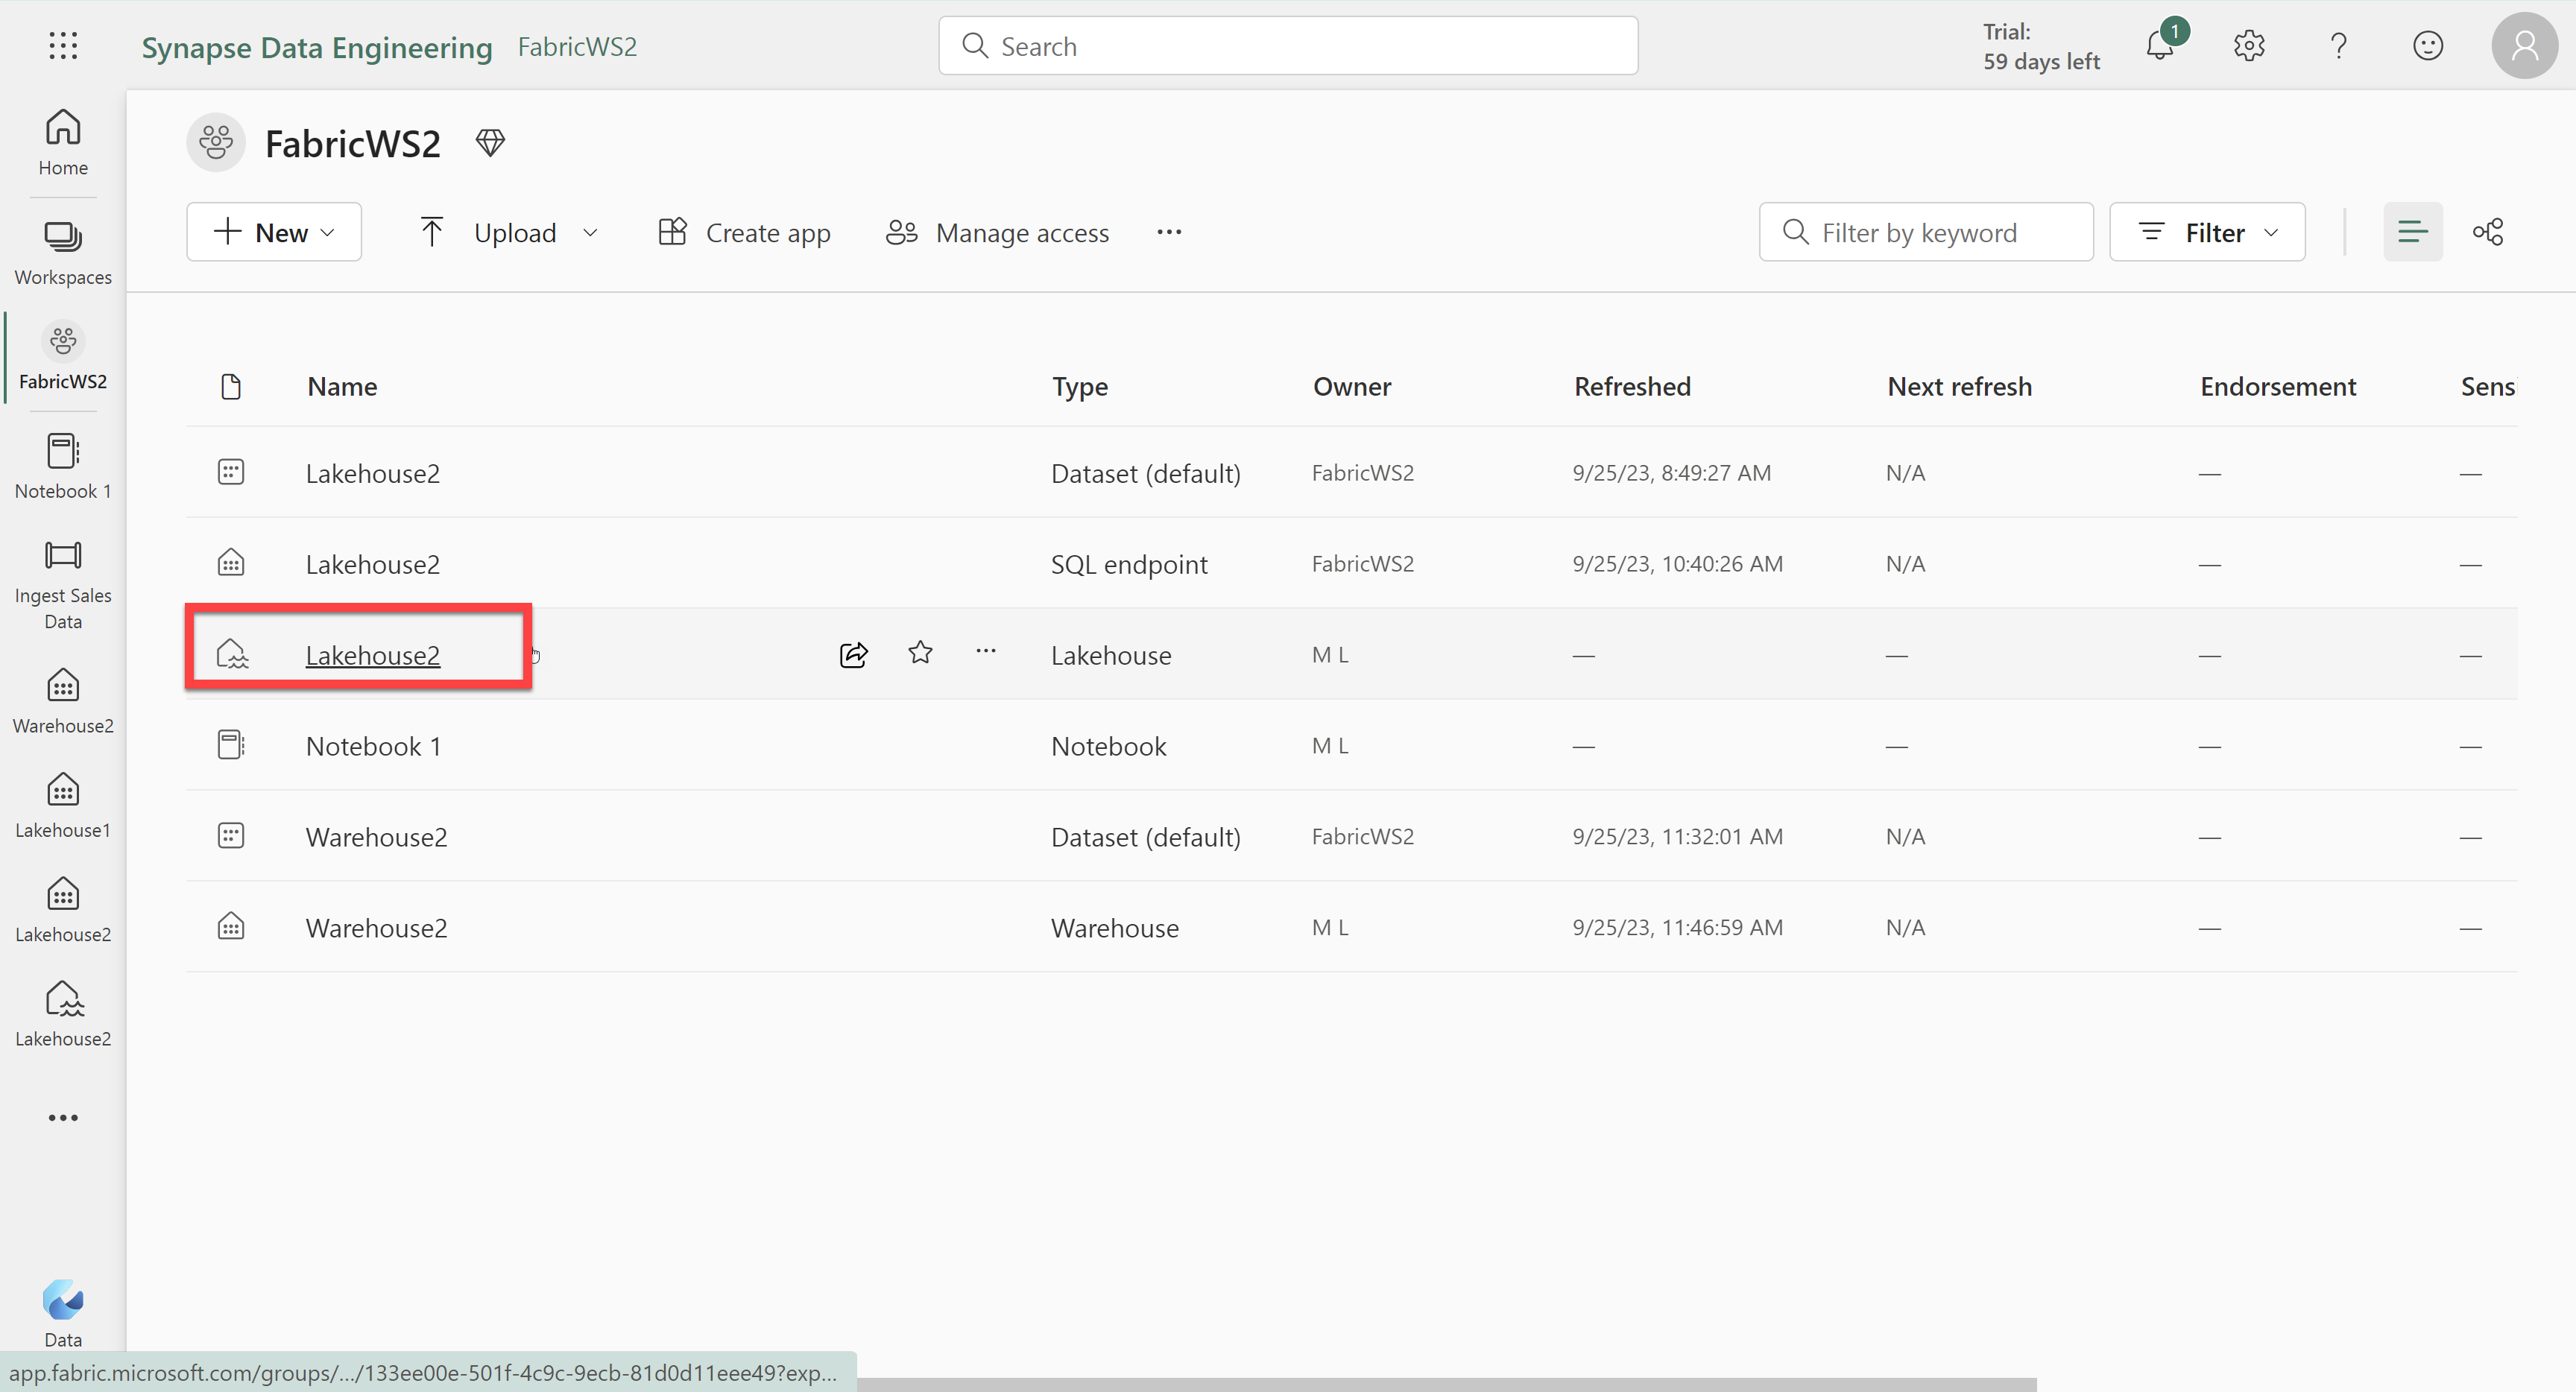 Synapse Data Engineering FabricWS2
Search
Trial:
59 days left
1
Home
Workspaces
FabricWS2
Notebook 1
Ingest Sales
Data
Warehouse2
Lakehouse1
Lakehouse2
Lakehouse2
Data
FabricWS2
New
Upload
Create app
Manage access
Filter by keyword
Filter
Name Type Owner Refreshed Next refresh Endorsement Sens
Lakehouse2 Dataset (default) FabricWS2 9/25/23, 8:49:27 AM N/A — —
Lakehouse2 SQL endpoint FabricWS2 9/25/23, 10:40:26 AM N/A — —
Lakehouse2 Lakehouse M L — — — —
Notebook 1 Notebook M L — — — —
Warehouse2 Dataset (default) FabricWS2 9/25/23, 11:32:01 AM N/A — —
Warehouse2 Warehouse M L 9/25/23, 11:46:59 AM N/A — —
app.fabric.microsoft.com/groups/.../133ee00e-501f-4c9c-9ecb-81d0d11eee49?exp...